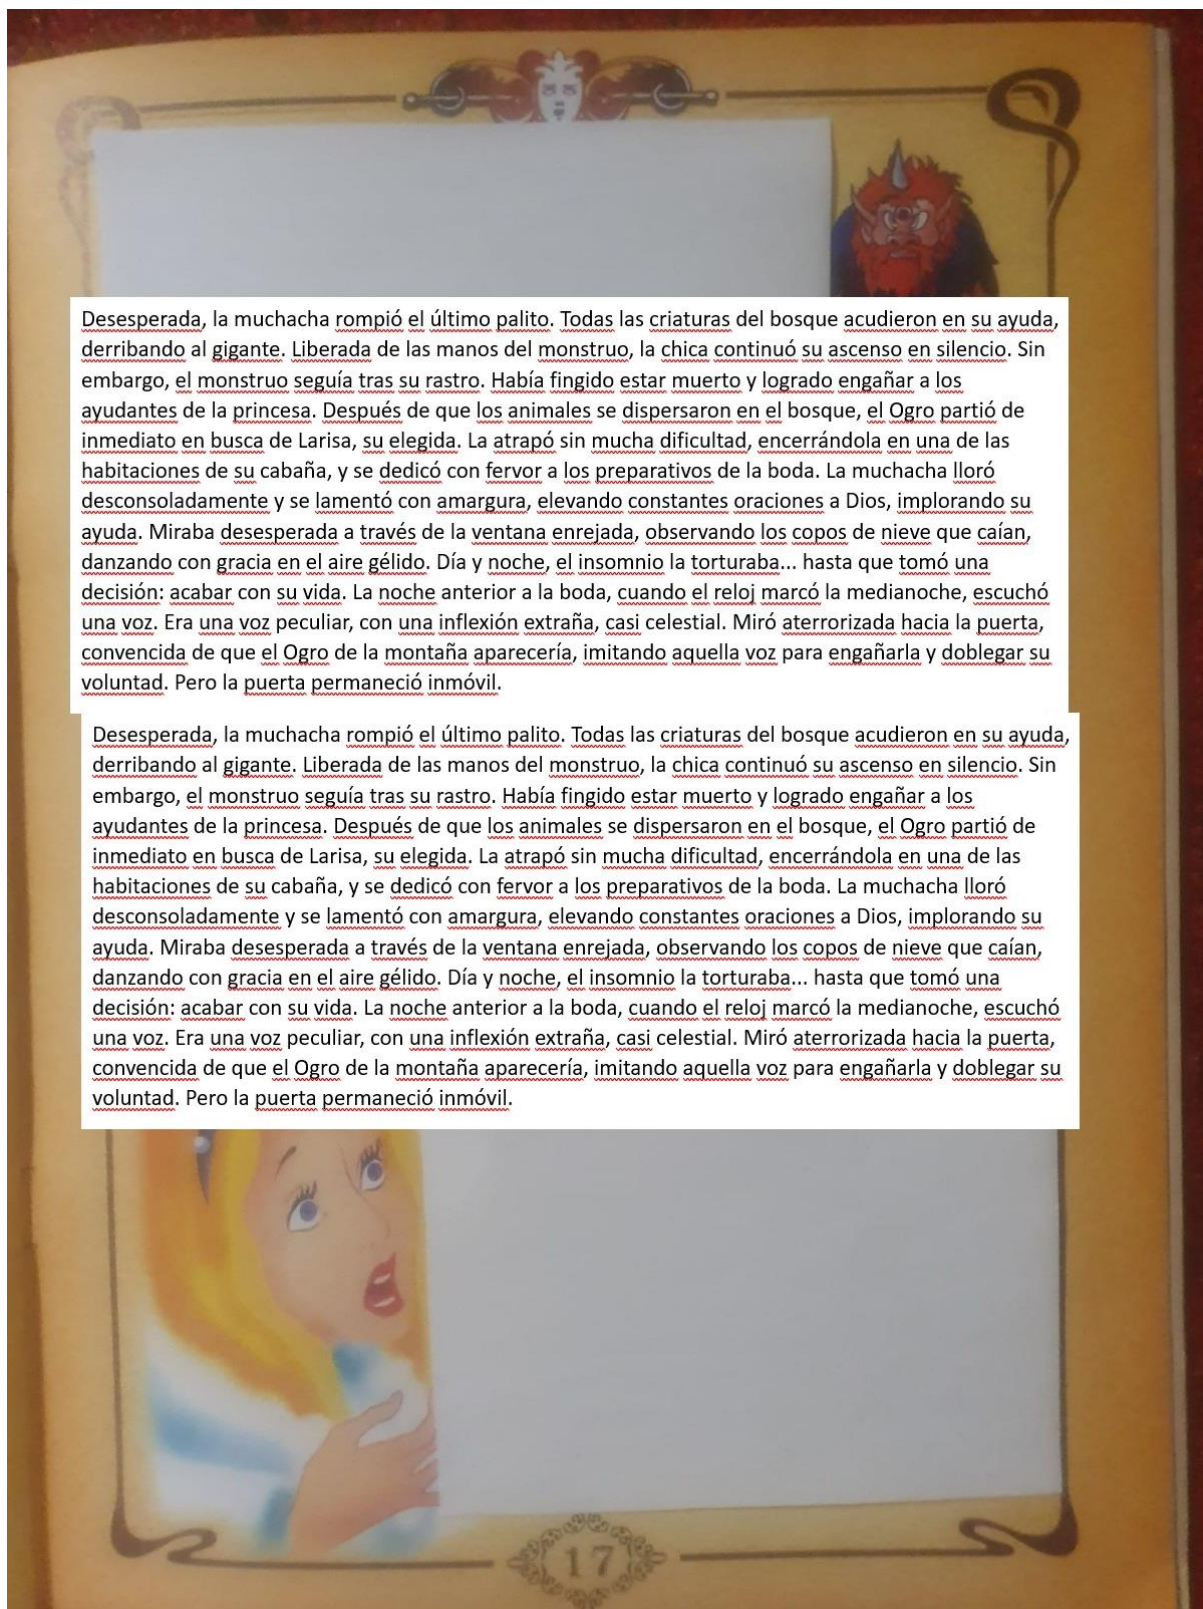 Desesperada, la muchacha rompió el último palito. Todas las criaturas del bosque acudieron en su ayuda,
derribando al gigante. Liberada de las manos del monstruo, la chica continuó su ascenso en silencio. Sin
embargo, el monstruo seguía tras su rastro. Había fingido estar muerto y logrado engañar a los
ayudantes de la princesa. Después de que los animales se dispersaron en el bosque, el Ogro partió de
inmediato en busca de Larisa, su elegida. La atrapó sin mucha dificultad, encerrándola en una de las
habitaciones de su cabaña, y se dedicó con fervor a los preparativos de la boda. La muchacha lloró
desconsoladamente y se lamentó con amargura, elevando constantes oraciones a Dios, implorando su
ayuda. Miraba desesperada a través de la ventana enrejada, observando los copos de nieve que caían,
danzando con gracia en el aire gélido. Día y noche, el insomnio la torturaba... hasta que tomó una
decisión: acabar con su vida. La noche anterior a la boda, cuando el reloj marcó la medianoche, escuchó
una voz. Era una voz peculiar, con una inflexión extraña, casi celestial. Miró aterrorizada hacia la puerta,
convencida de que el Ogro de la montaña aparecería, imitando aquella voz para engañarla y doblegar su
voluntad. Pero la puerta permaneció inmóvil.
Desesperada, la muchacha rompió el último palito. Todas las criaturas del bosque acudieron en su ayuda,
derribando al gigante. Liberada de las manos del monstruo, la chica continuó su ascenso en silencio. Sin
embargo, el monstruo seguía tras su rastro. Había fingido estar muerto y logrado engañar a los
ayudantes de la princesa. Después de que los animales se dispersaron en el bosque, el Ogro partió de
inmediato en busca de Larisa, su elegida. La atrapó sin mucha dificultad, encerrándola en una de las
habitaciones de su cabaña, y se dedicó con fervor a los preparativos de la boda. La muchacha lloró
desconsoladamente y se lamentó con amargura, elevando constantes oraciones a Dios, implorando su
ayuda. Miraba desesperada a través de la ventana enrejada, observando los copos de nieve que caían,
danzando con gracia en el aire gélido. Día y noche, el insomnio la torturaba... hasta que tomó una
decisión: acabar con su vida. La noche anterior a la boda, cuando el reloj marcó la medianoche, escuchó
una voz. Era una voz peculiar, con una inflexión extraña, casi celestial. Miró aterrorizada hacia la puerta,
convencida de que el Ogro de la montaña aparecería, imitando aquella voz para engañarla y doblegar su
voluntad. Pero la puerta permaneció inmóvil.
17